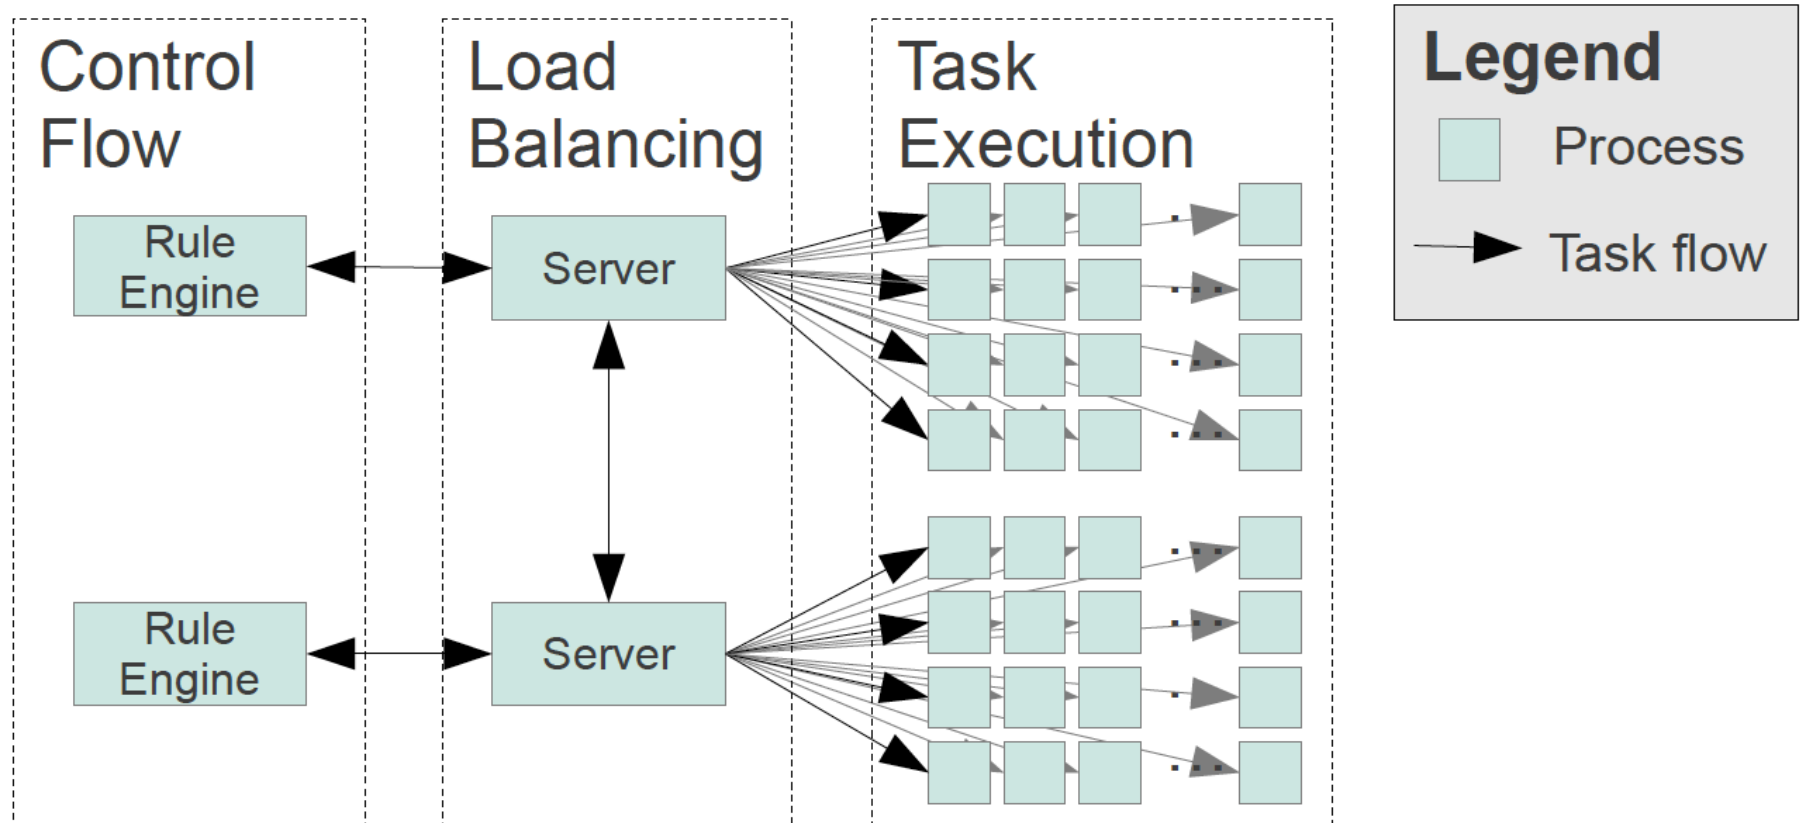 Control
Flow
Load
Balancing
Task
Execution
Legend
Process
Task flow
Rule
Engine
Server
Rule
Engine
Server